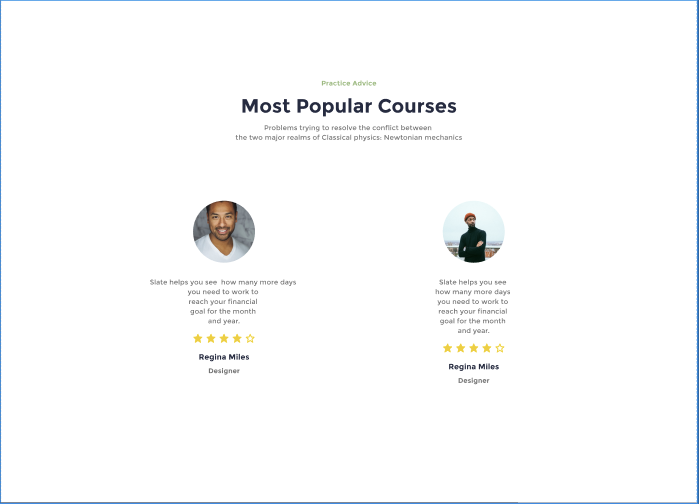 Practice Advice
Most Popular Courses
Problems trying to resolve the conflict between
the two major realms of Classical physics: Newtonian mechanics
Slate helps you see  how many more days
you need to work to
reach your financial
goal for the month
and year.
Regina Miles
Designer
Slate helps you see
how many more days
you need to work to
reach your financial
goal for the month
and year.
Regina Miles
Designer